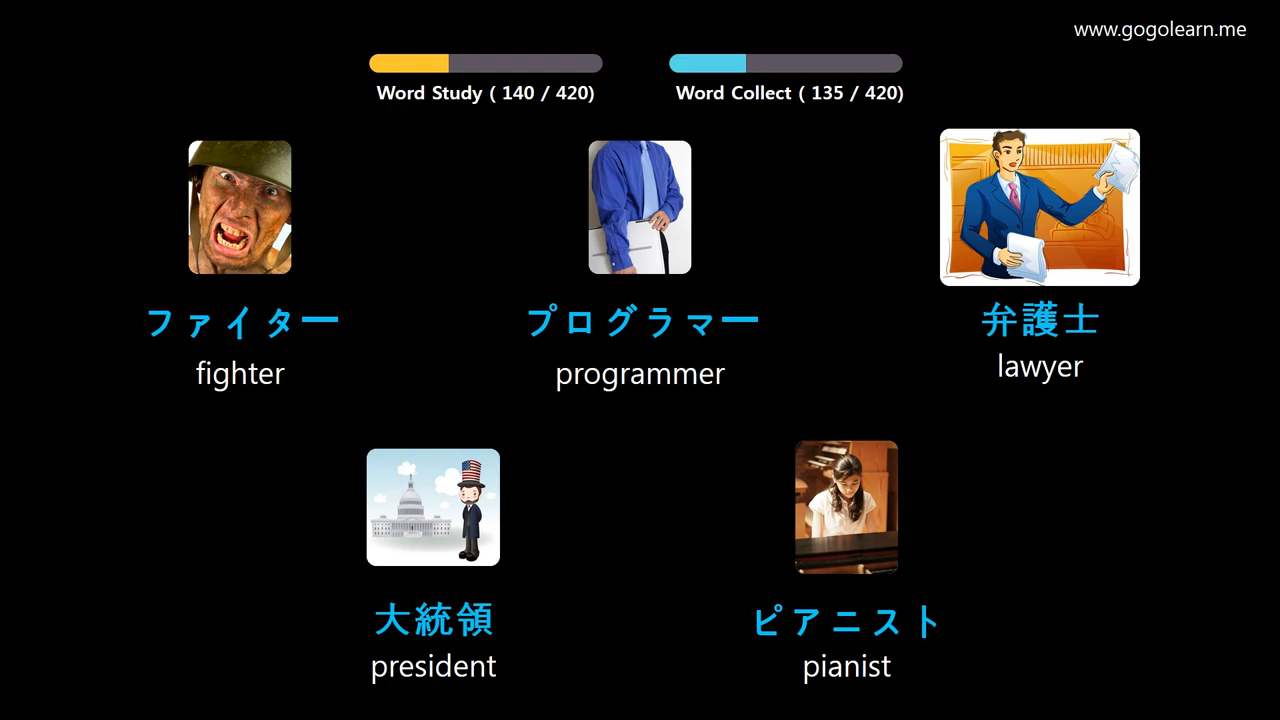 www.gogolearn.me
Word Study ( 140 / 420)
Word Collect ( 135 / 420)
ファイター
fighter
プログラマー
programmer
弁護士
lawyer
大統領
president
ピアニスト
pianist